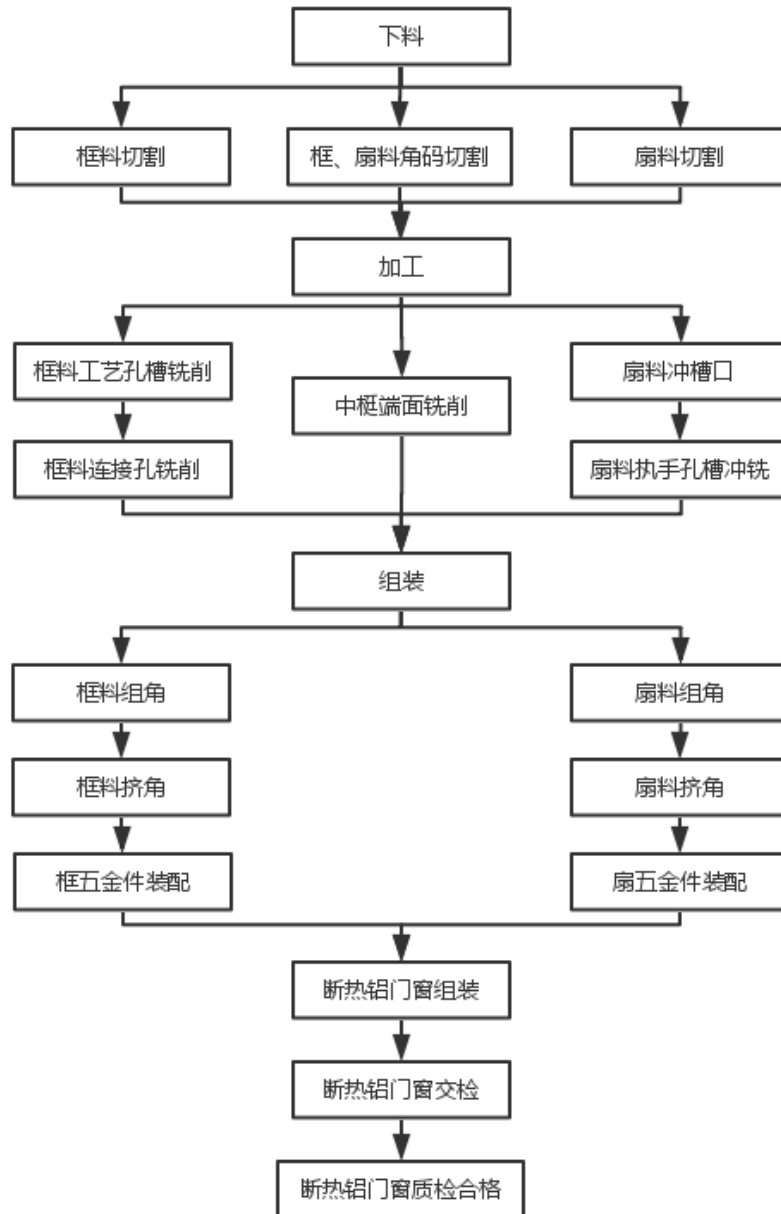 下料
框料切割
框、扇料角码切割
扇料切割
加工
框料工艺孔槽铣削
中梃端面铣削
扇料冲槽口
框料连接孔铣削
扇料执手孔槽冲铣
组装
框料组角
扇料组角
框料挤角
扇料挤角
框五金件装配
扇五金件装配
断热铝门窗组装
断热铝门窗交检
断热铝门窗质检合格